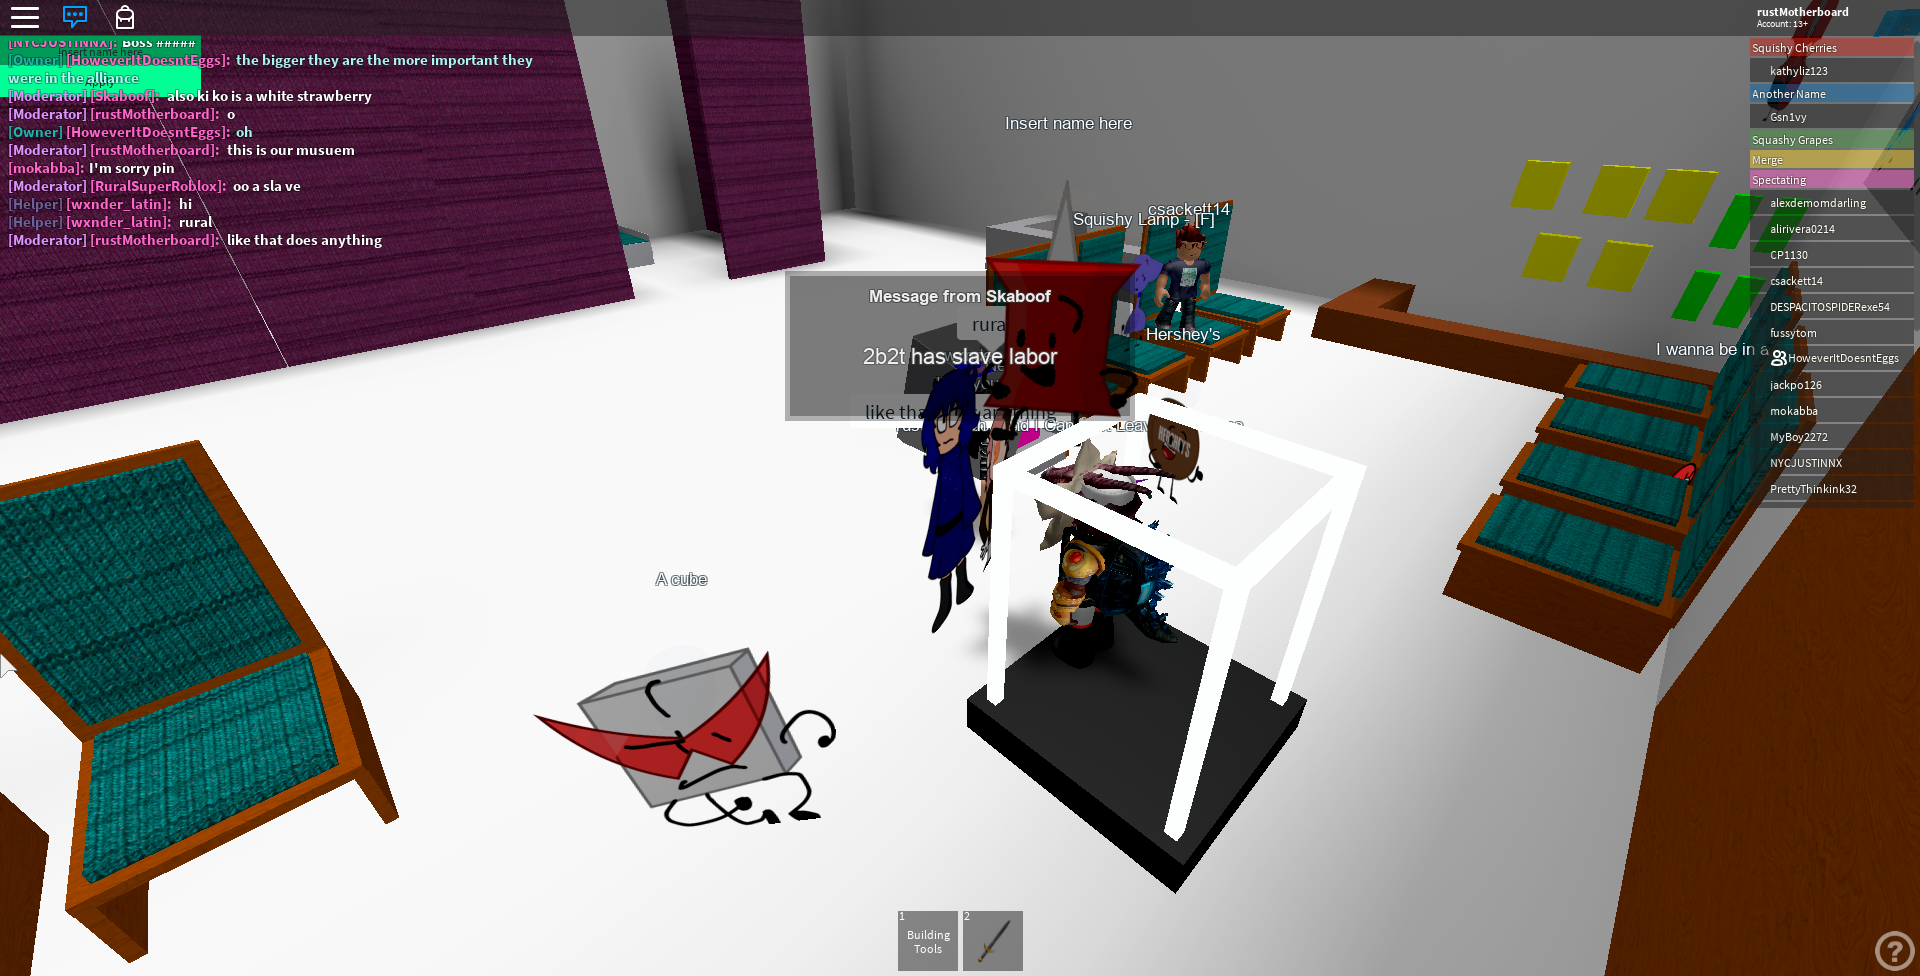 [NYCJUSTINNX]: Boss #####
Insert name here
[Owner] [HoweverItDoesntEggs]: the bigger they are the more important they
were in the alliance
[Moderator] [Skaboof]: also ki ko is a white strawberry
[Moderator] [rustMotherboard]: o
[Owner] [HoweverItDoesntEggs]: oh
[Moderator] [rustMotherboard]: this is our musuem
[mokabba]: I'm sorry pin
[Moderator] [RuralSuperRoblox]: oo a sla ve
[Helper] [wxnder_latin]: hi
[Helper] [wxnder_latin]: rural
[Moderator] [rustMotherboard]: like that does anything
Insert name here
csackett14
Squishy Lamp - [F]
Message from Skaboof
rura
2b2t has slave labor
Hershey's
like tha
HERSHEY'S
A cube
I wanna be in a
rustMotherboard
Account: 13+
Squishy Cherries
kathyliz123
Another Name
Gsn1vy
Squashy Grapes
Merge
Spectating
alexdemomdarling
alirivera0214
CP1130
csackett14
DESPACITOSPIDERexe54
fussytom
HoweverItDoesntEggs
jackpo126
mokabba
MyBoy2272
NYCJUSTINNX
PrettyThinkink32
1
Building
Tools
2
?